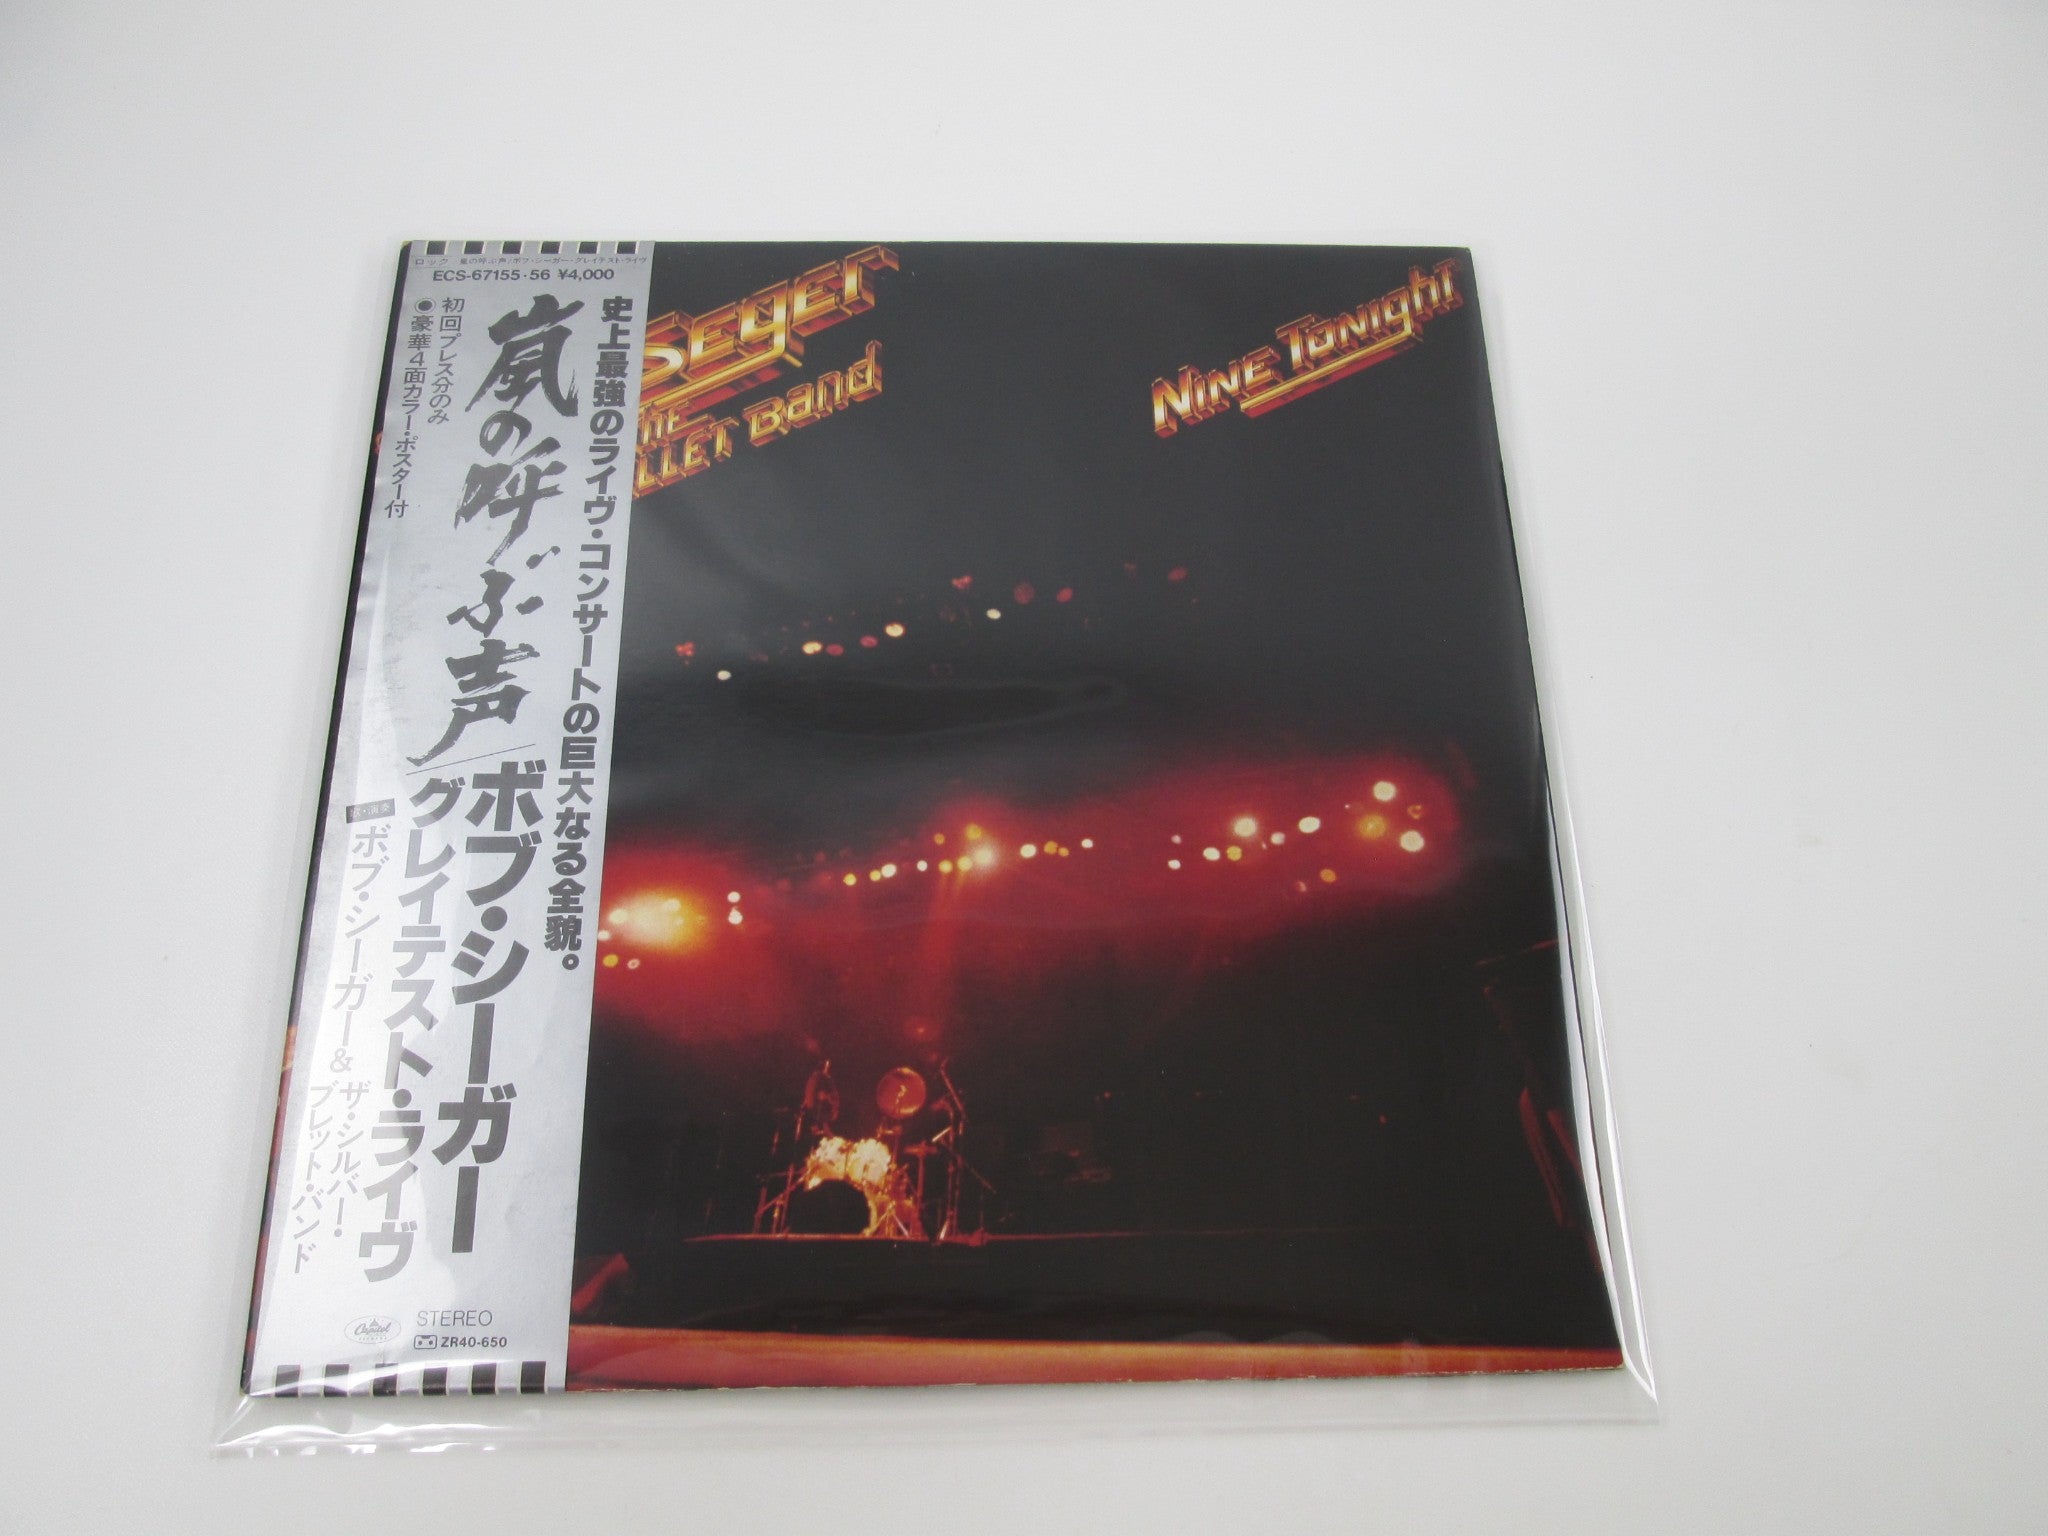 ロック 嵐の呼ぶ声/ボブ・シーガー・グレイテスト・ライヴ
ECS-67155・56 ¥4,000
史上最強のライヴ・コンサートの巨大なる全貌。
初回プレス分のみ
◉豪華4面カラー・ポスター付
嵐の呼ぶ声
ボブ・シーガー
グレイテスト・ライヴ
歌・演奏
ボブ・シーガー&
ザ・シルバー・
ブレット・バンド
Capitol
STEREO
ZR40-650
Seger
THE
LLET Band
Nine Tonight